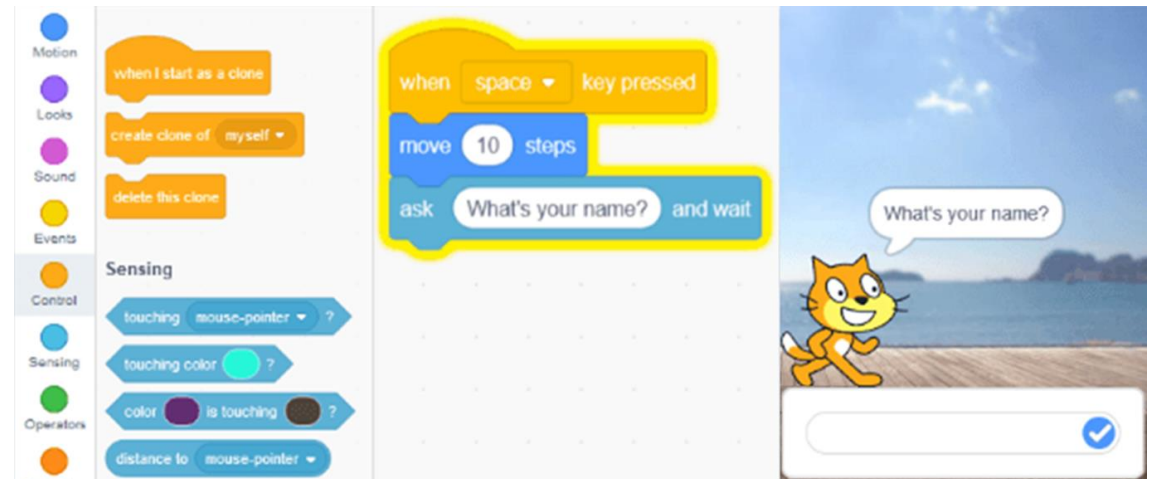 Motion
Looks
Sound
Events
Control
Sensing
Operators
when I start as a clone
create clone of myself
delete this clone
Sensing
touching mouse-pointer ?
touching color ?
color is touching ?
distance to mouse-pointer
when space key pressed
move 10 steps
ask What's your name? and wait
What's your name?